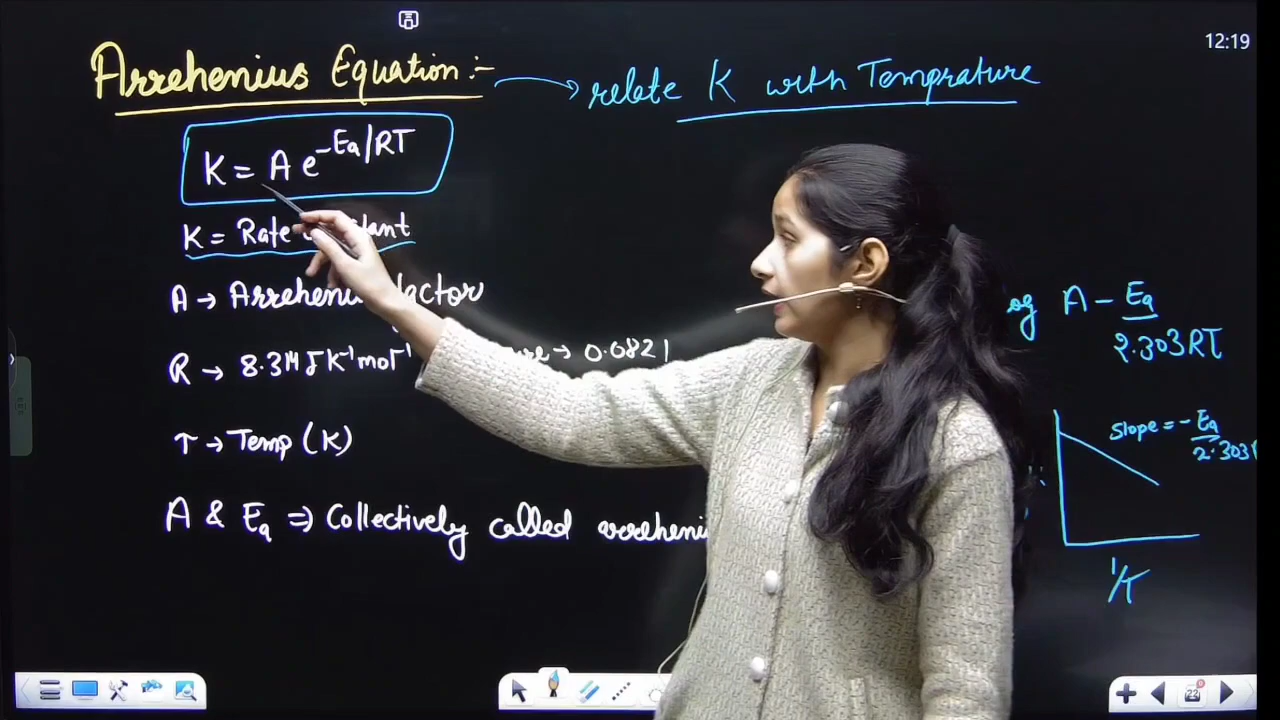 12:19
Arrehenius Equation :-
relate K with Temprature
K = A e^-Ea/RT
K = Rate
A → Arrehenius factor
R → 8.314 J K⁻¹ mol⁻¹ → 0.0821
T → Temp (K)
A & Ea ⇒ Collectively called
A - Ea
2.303RT
slope = - Ea
2.303
1/T